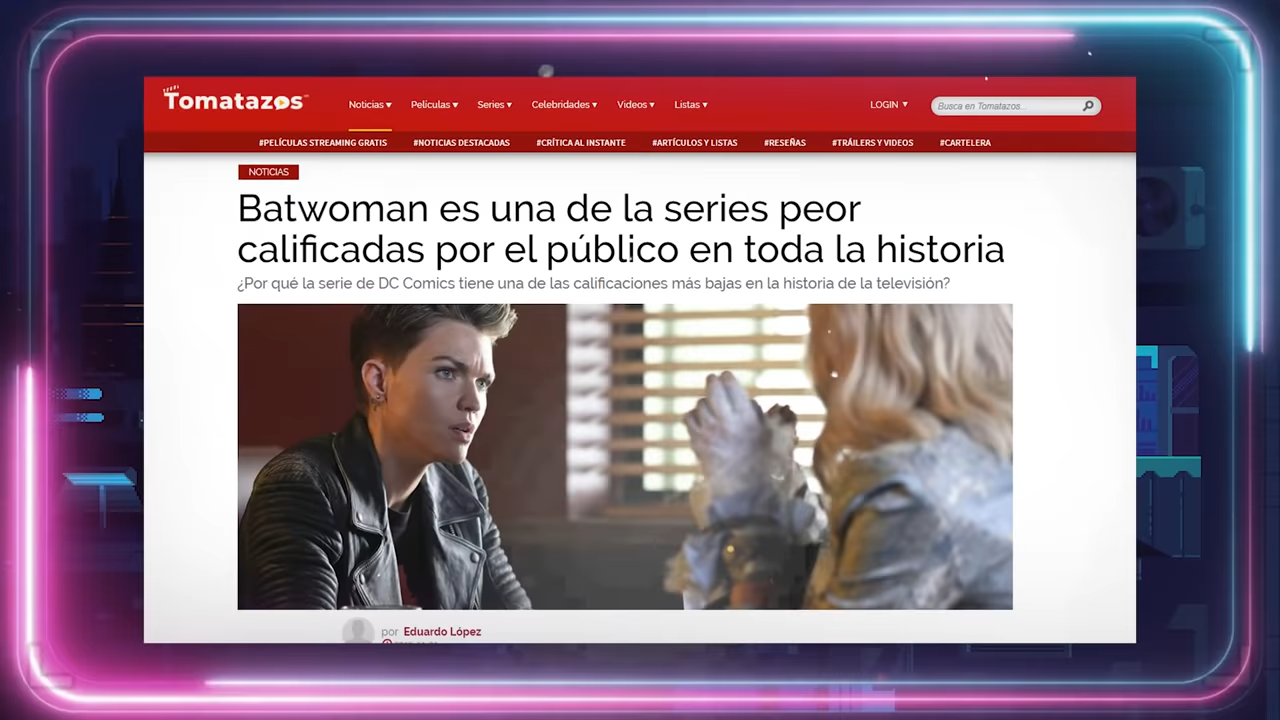 Tomatazos
Noticias Películas Series Celebridades Videos Listas LOGIN Busca en Tomatazos...
#PELÍCULAS STREAMING GRATIS #NOTICIAS DESTACADAS #CRÍTICA AL INSTANTE #ARTÍCULOS Y LISTAS #RESEÑAS #TRÁILERS Y VIDEOS #CARTELERA
NOTICIAS
Batwoman es una de la series peor
calificadas por el público en toda la historia
¿Por qué la serie de DC Comics tiene una de las calificaciones más bajas en la historia de la televisión?
por Eduardo López